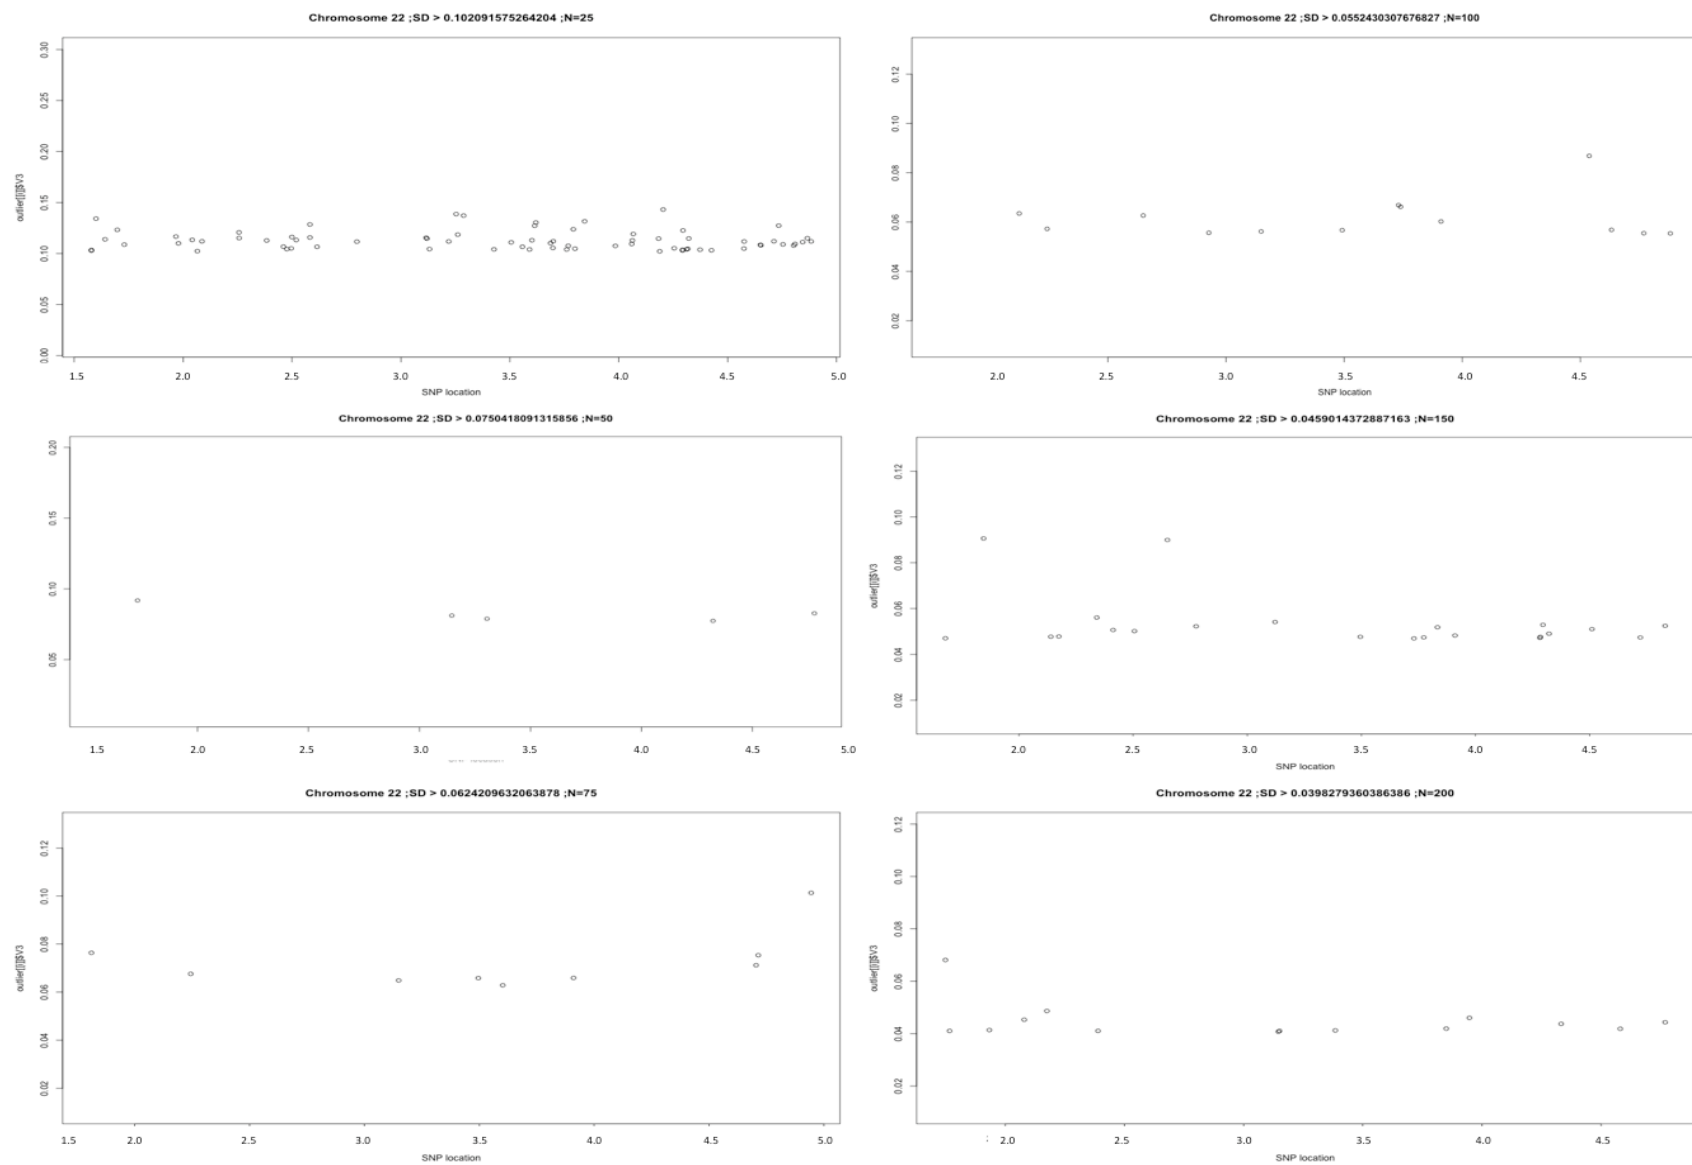 Chromosome 22 ;SD > 0.102091575264204 ;N=25
0.30
0.25
0.20
0.15
0.10
0.05
0.00
outlier[[i]]$V3
1.5 2.0 2.5 3.0 3.5 4.0 4.5 5.0
SNP location
Chromosome 22 ;SD > 0.0552430307676827 ;N=100
0.12
0.10
0.08
0.06
0.04
0.02
2.0 2.5 3.0 3.5 4.0 4.5
SNP location
Chromosome 22 ;SD > 0.0750418091315856 ;N=50
0.20
0.15
0.10
0.05
1.5 2.0 2.5 3.0 3.5 4.0 4.5 5.0
Chromosome 22 ;SD > 0.0459014372887163 ;N=150
0.12
0.10
0.08
0.06
0.04
0.02
outlier[[i]]$V3
2.0 2.5 3.0 3.5 4.0 4.5
SNP location
Chromosome 22 ;SD > 0.0624209632063878 ;N=75
0.12
0.10
0.08
0.06
0.04
0.02
outlier[[i]]$V3
1.5 2.0 2.5 3.0 3.5 4.0 4.5 5.0
SNP location
Chromosome 22 ;SD > 0.0398279360386386 ;N=200
0.12
0.10
0.08
0.06
0.04
0.02
outlier[[i]]$V3
2.0 2.5 3.0 3.5 4.0 4.5
SNP location